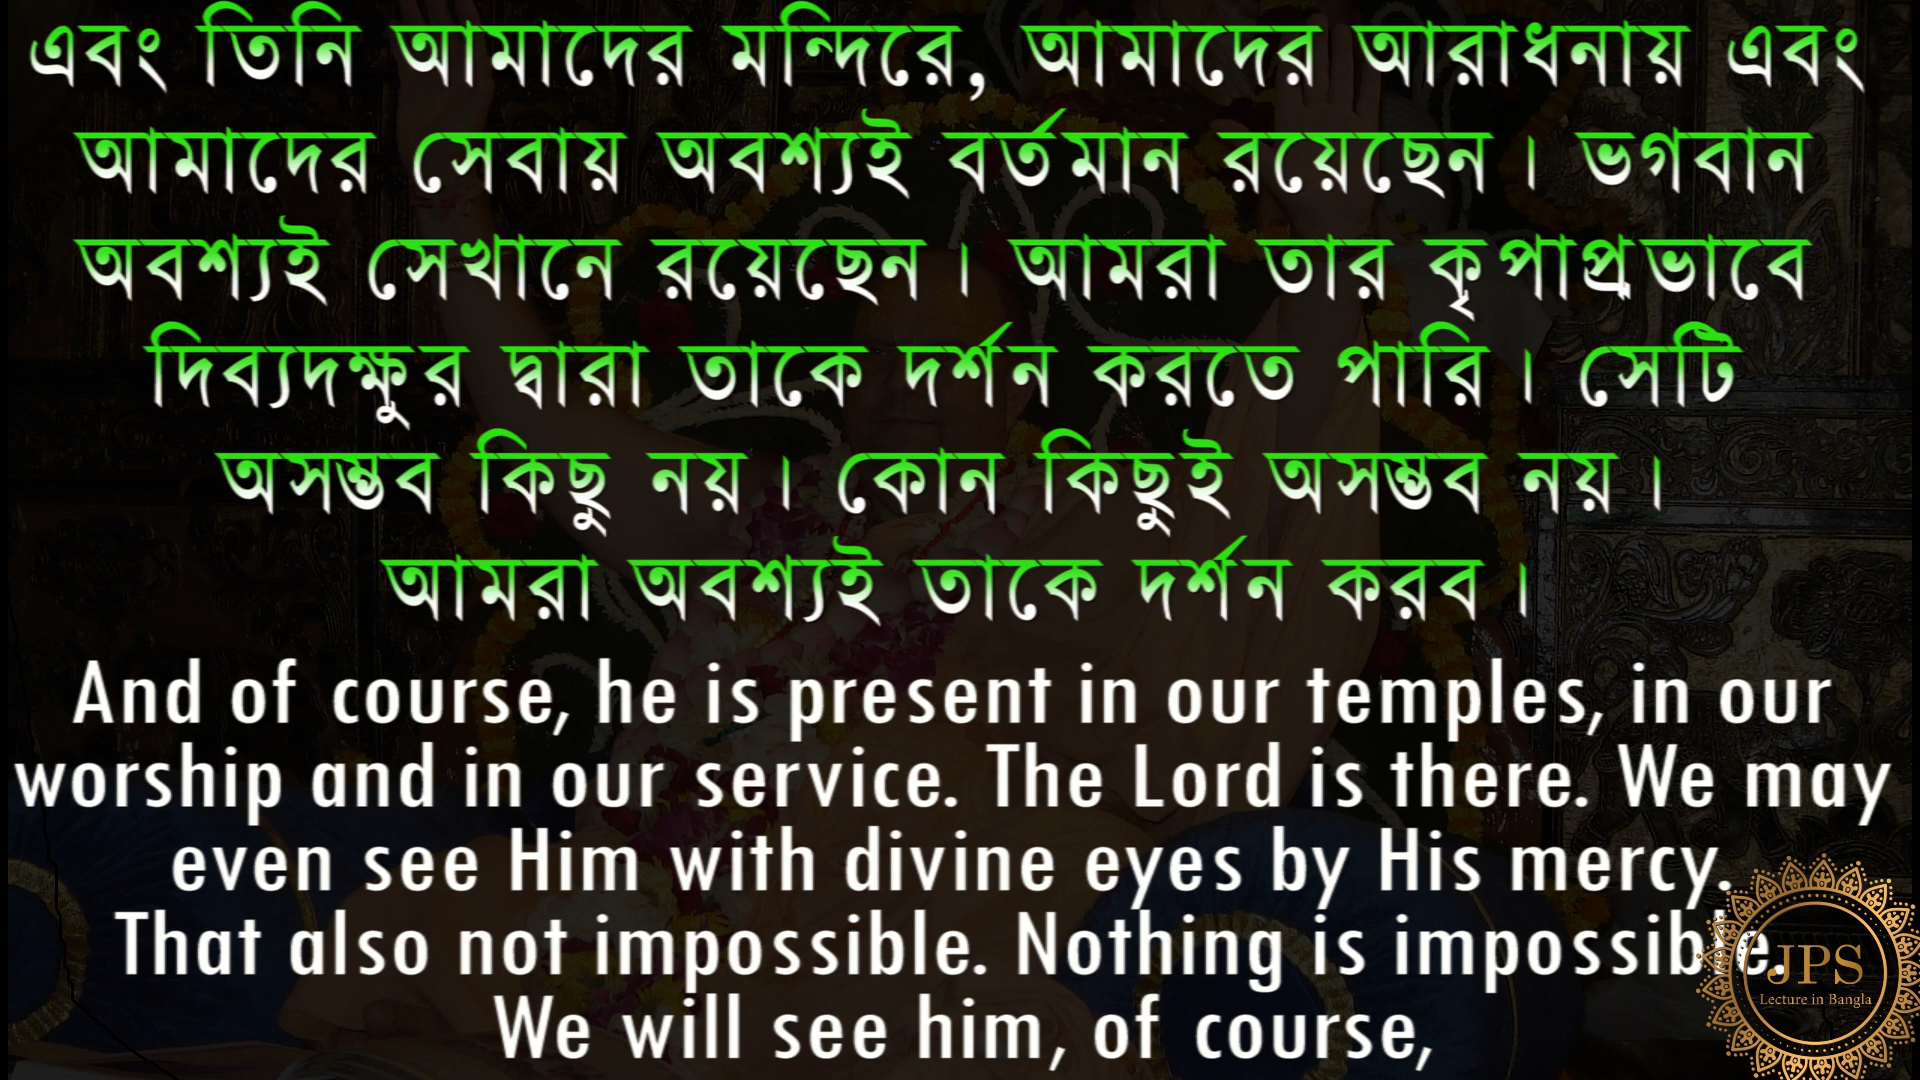 এবং তিনি আমাদের মন্দিরে, আমাদের আরাধনায় এবং
আমাদের সেবায় অবশ্যই বর্তমান রয়েছেন। ভগবান
অবশ্যই সেখানে রয়েছেন। আমরা তার কৃপাপ্রভাবে
দিব্যদক্ষুর দ্বারা তাকে দর্শন করতে পারি। সেটি
অসম্ভব কিছু নয়। কোন কিছুই অসম্ভব নয়।
আমরা অবশ্যই তাকে দর্শন করব।
And of course, he is present in our temples, in our
worship and in our service. The Lord is there. We may
even see Him with divine eyes by His mercy.
That also not impossible. Nothing is impossible.
We will see him, of course,
JPS
Lecture in Bangla